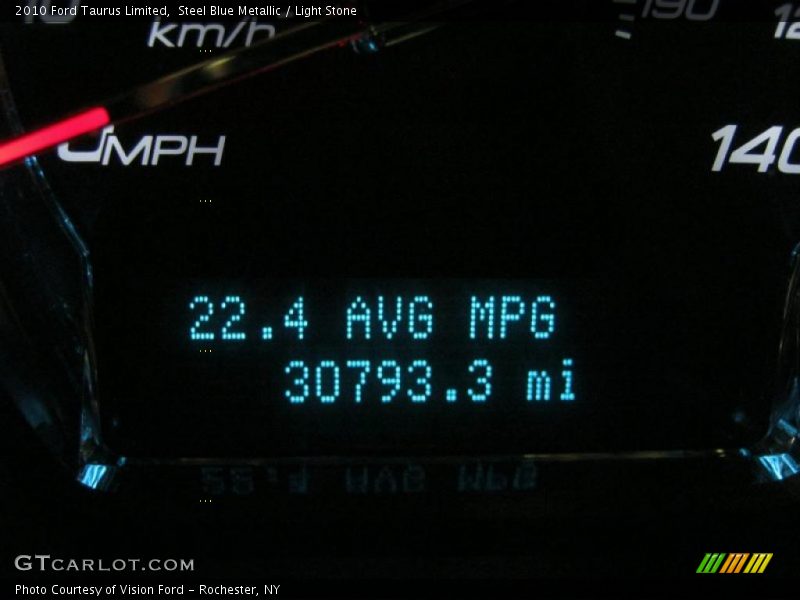 2010 Ford Taurus Limited,  Steel Blue Metallic / Light Stone
km/h
190
MPH
140
22.4 AVG MPG
30793.3 mi
GTCARLOT.COM
Photo Courtesy of Vision Ford - Rochester, NY